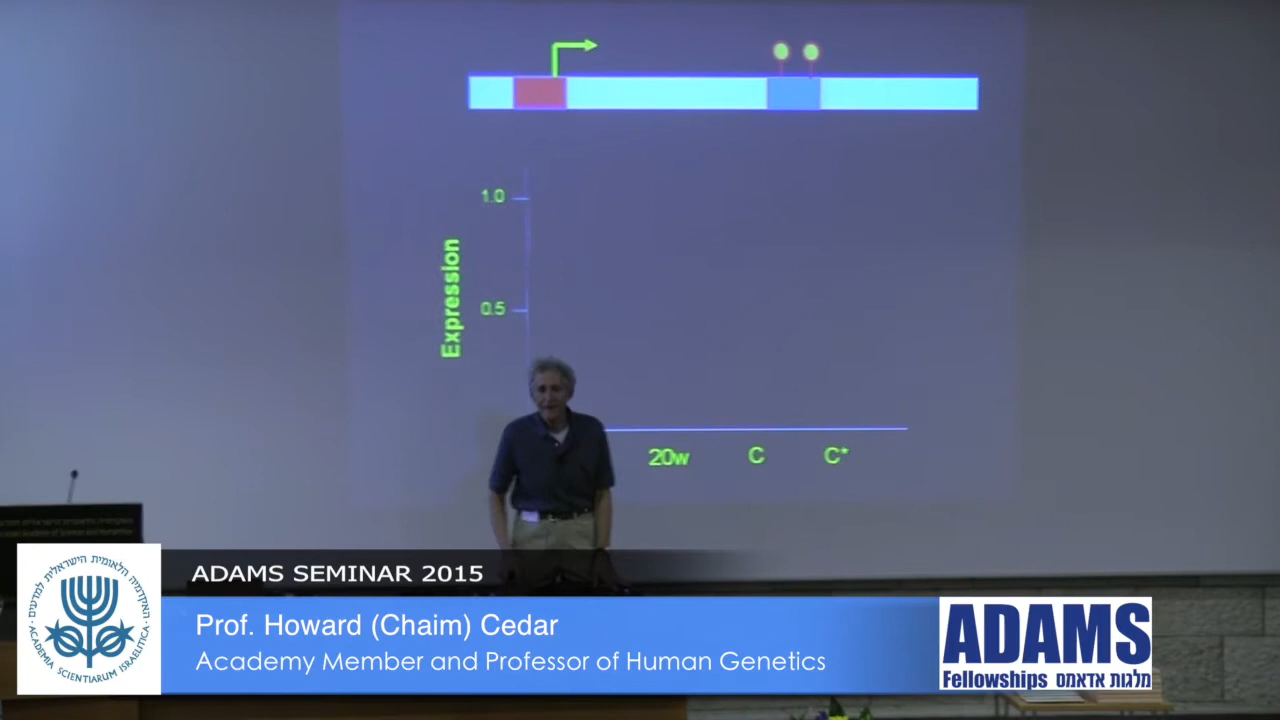 1.0
0.5
Expression
20w
C
C*
ADAMS SEMINAR 2015
Prof. Howard (Chaim) Cedar
Academy Member and Professor of Human Genetics
האקדמיה הלאומית הישראלית למדעים
ACADEMIA SCIENTIARUM ISRAELITICA
ADAMS
Fellowships מלגות אדאמס